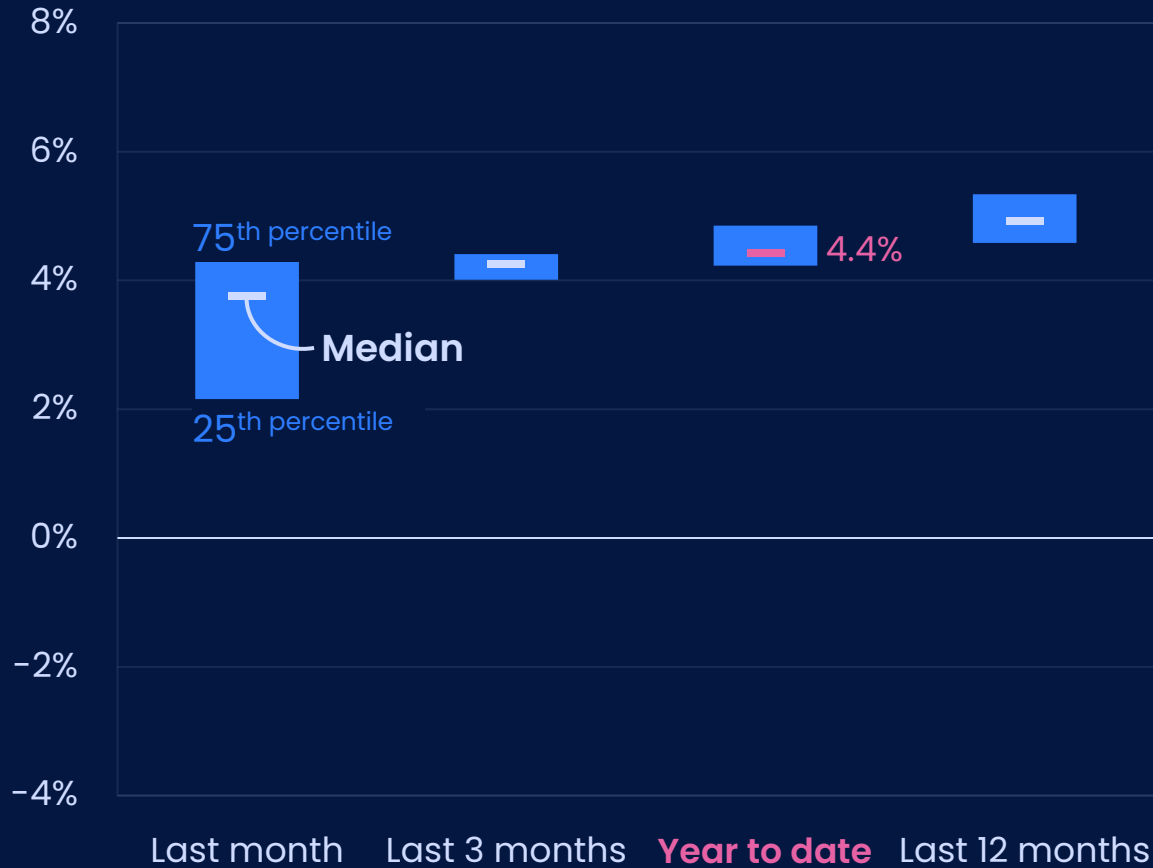 8%
6%
75th percentile
4.4%
4%
Median
2%
25th percentile
0%
-2%
-4%
Last month
Last 3 months
Year to date
Last 12 months